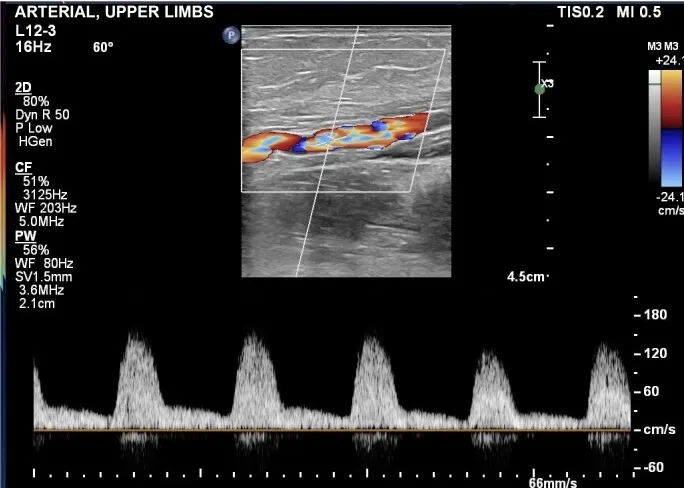 ARTERIAL, UPPER LIMBS
TIS0.2 MI 0.5
L12-3
16Hz 60°
P
X3
M3 M3
+24.1
2D
80%
Dyn R 50
P Low
HGen
CF
51%
3125Hz
WF 203Hz
5.0MHz
-24.1
cm/s
PW
56%
WF 80Hz
SV1.5mm
3.6MHz
2.1cm
4.5cm
180
120
60
cm/s
-60
66mm/s